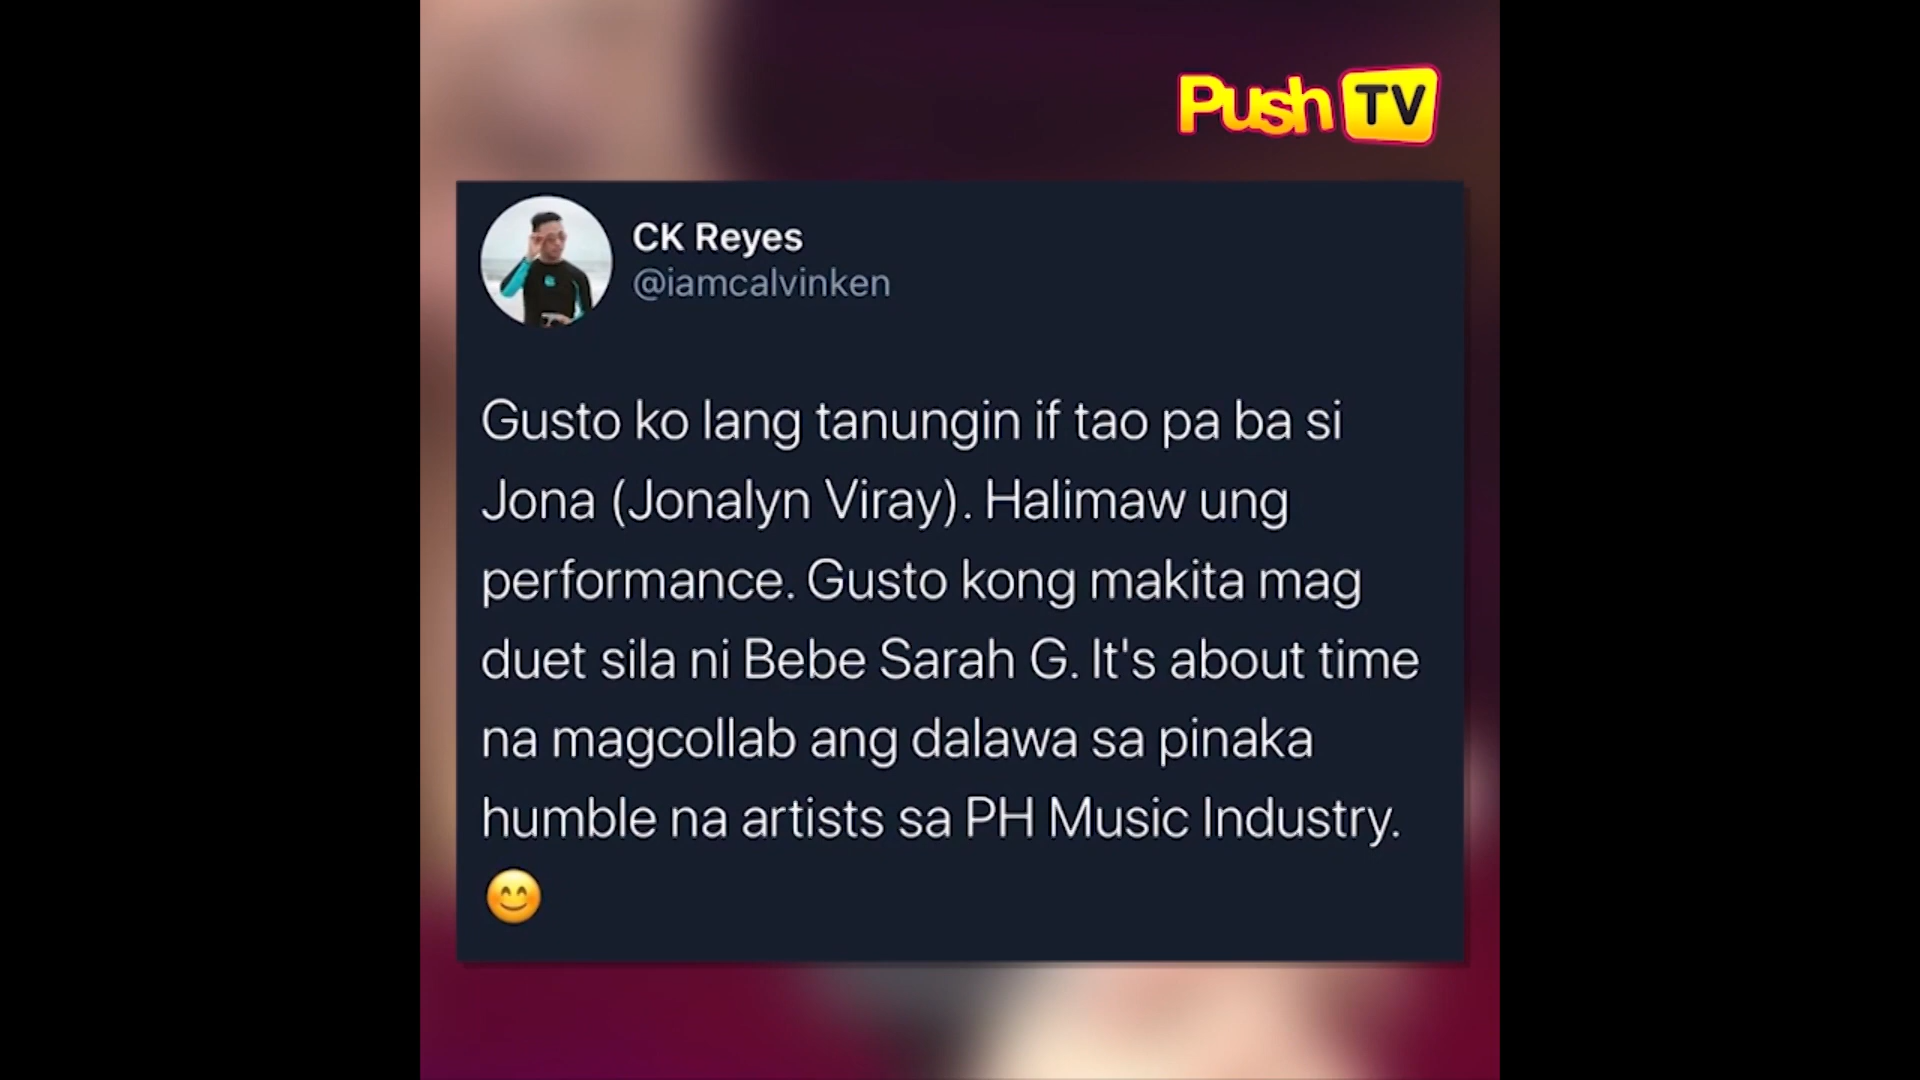 Push TV
CK Reyes
@iamcalvinken
Gusto ko lang tanungin if tao pa ba si
Jona (Jonalyn Viray). Halimaw ung
performance. Gusto kong makita mag
duet sila ni Bebe Sarah G. It's about time
na magcollab ang dalawa sa pinaka
humble na artists sa PH Music Industry.
😊